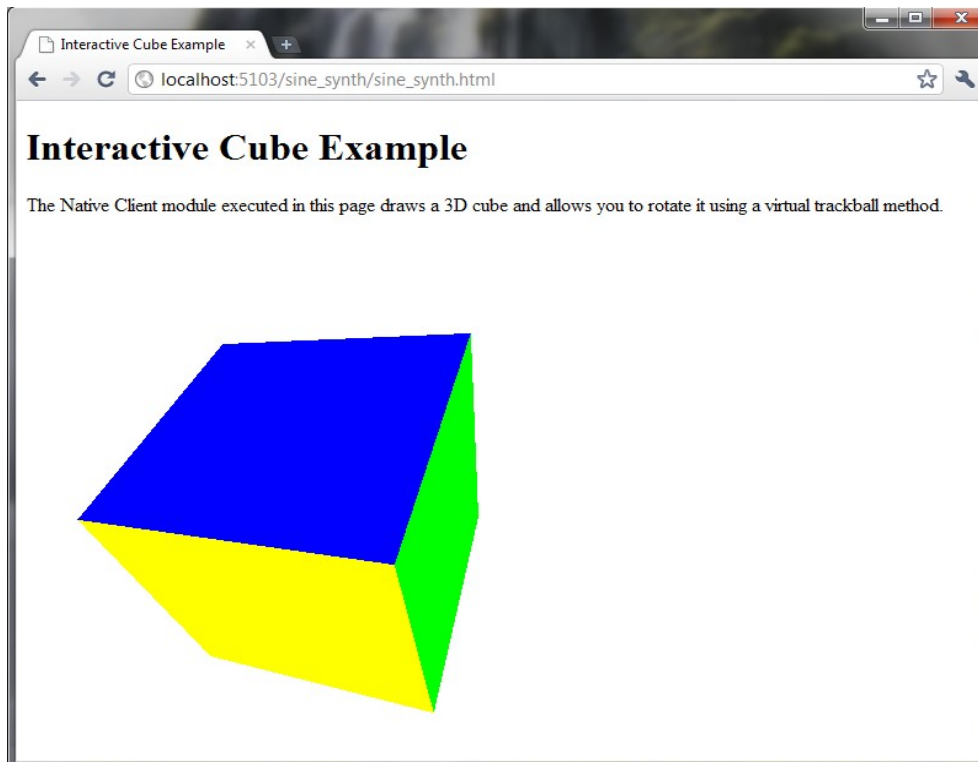 Interactive Cube Example
localhost:5103/sine_synth/sine_synth.html
Interactive Cube Example
The Native Client module executed in this page draws a 3D cube and allows you to rotate it using a virtual trackball method.